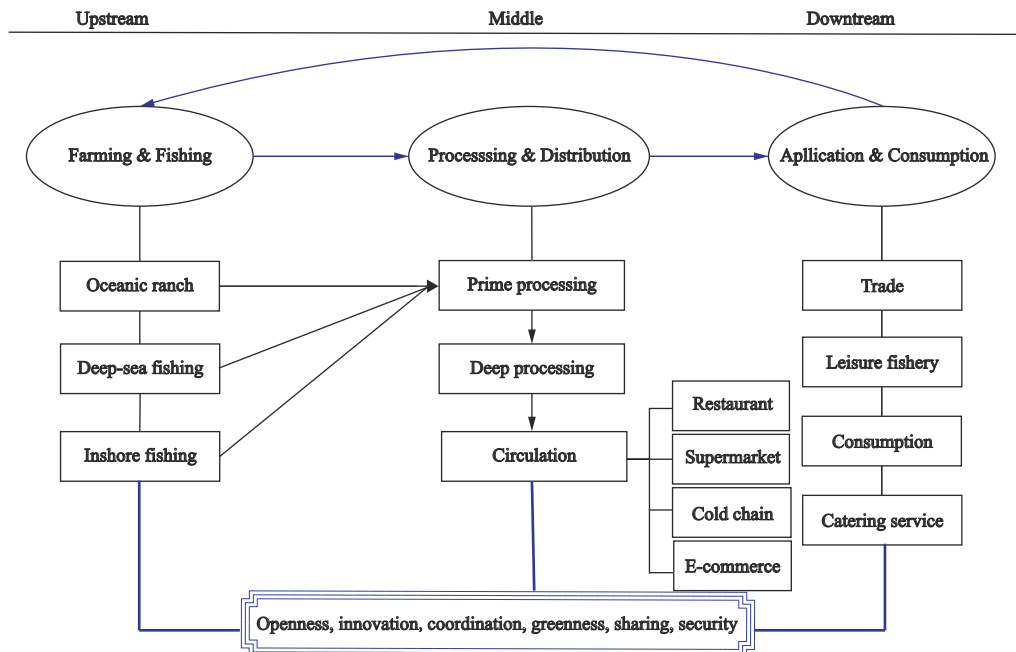 Upstream
Middle
Downtream
Farming & Fishing
Processsing & Distribution
Apllication & Consumption
Oceanic ranch
Prime processing
Trade
Deep-sea fishing
Deep processing
Leisure fishery
Restaurant
Inshore fishing
Circulation
Supermarket
Consumption
Cold chain
Catering service
E-commerce
Openness, innovation, coordination, greenness, sharing, security